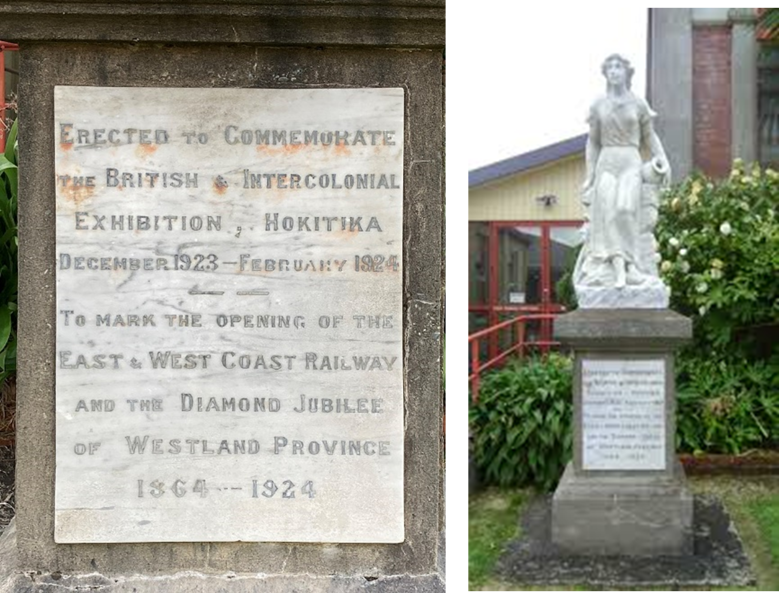 ERECTED TO COMMEMORATE
THE BRITISH & INTERCOLONIAL
EXHIBITION, HOKITIKA
DECEMBER 1923 - FEBRUARY 1924
TO MARK THE OPENING OF THE
EAST & WEST COAST RAILWAY
AND THE DIAMOND JUBILEE
OF WESTLAND PROVINCE
1864 - 1924